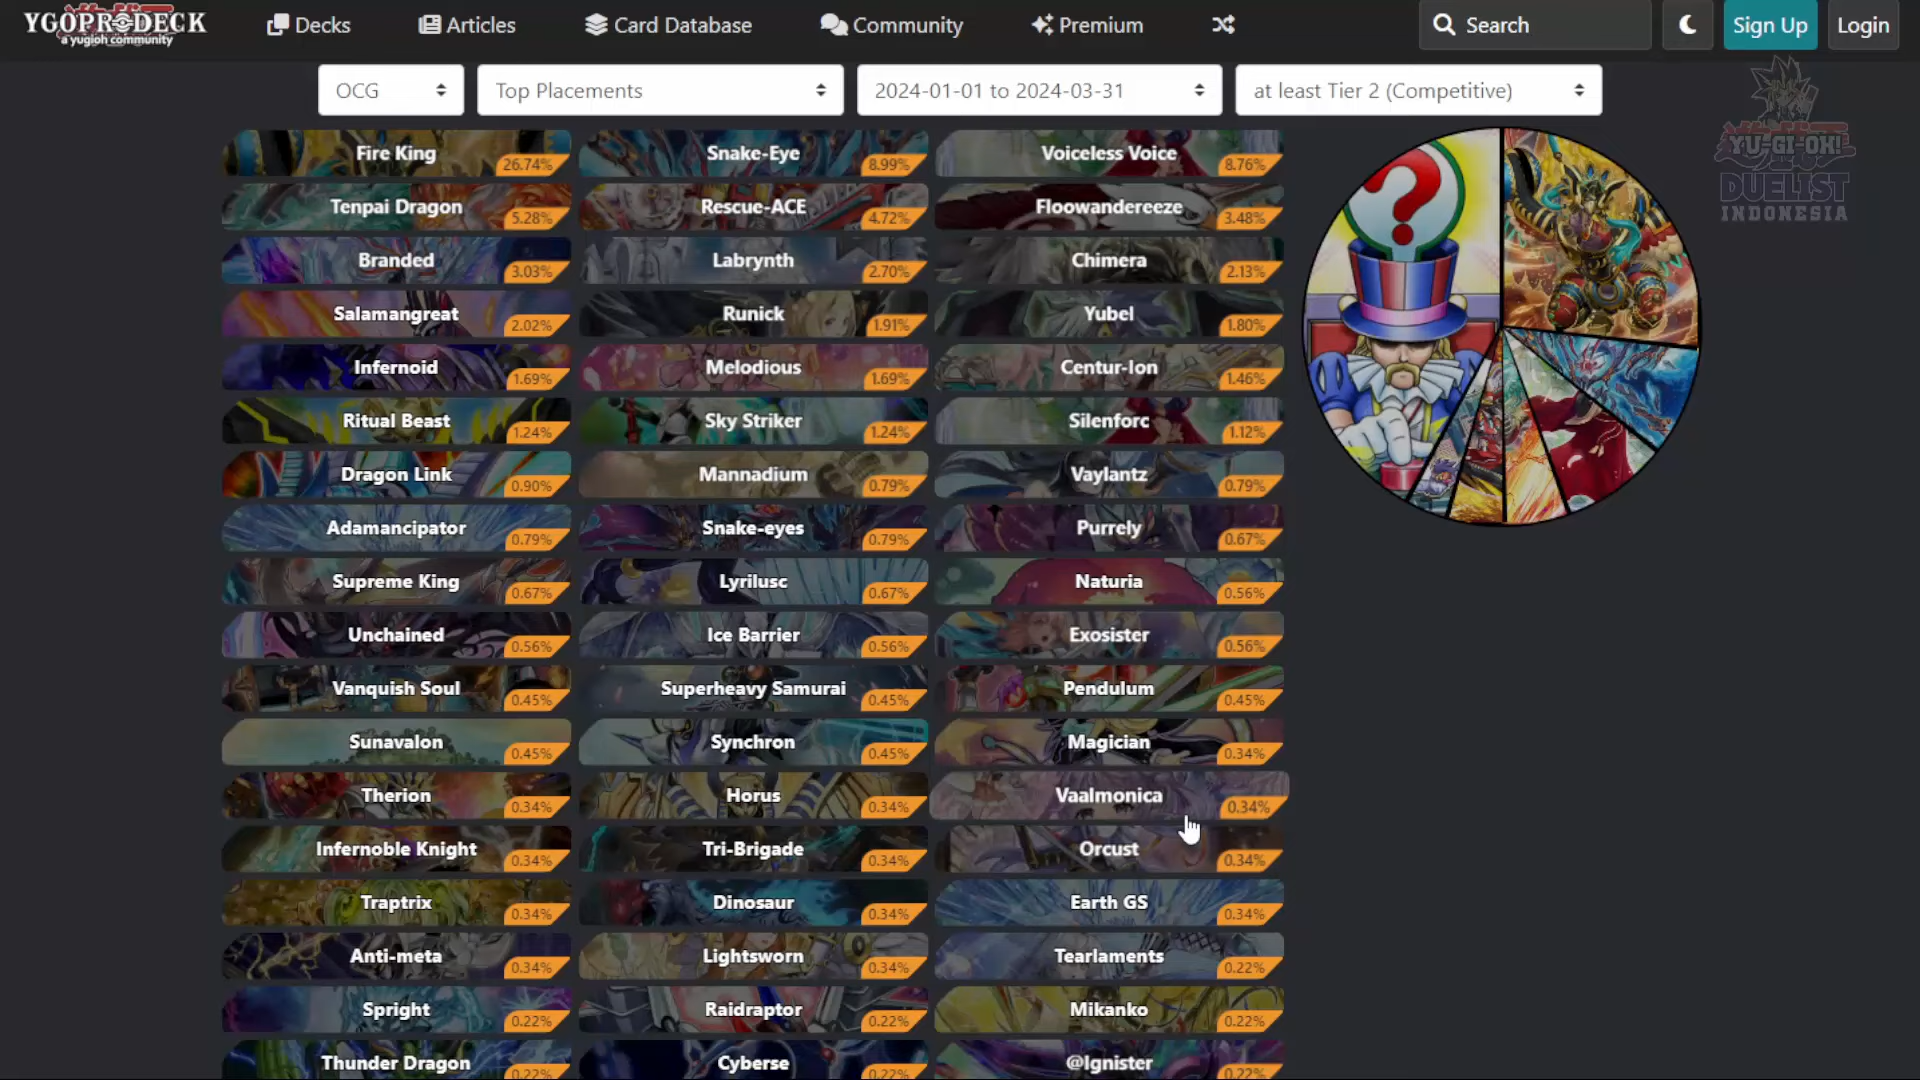 YGOPRODECK
a yugioh community
Decks
Articles
Card Database
Community
Premium
Search
Sign Up
Login
OCG
Top Placements
2024-01-01 to 2024-03-31
at least Tier 2 (Competitive)
YU-GI-OH!
DUELIST
INDONESIA
Fire King 26.74%
Snake-Eye 8.99%
Voiceless Voice 8.76%
Tenpai Dragon 5.28%
Rescue-ACE 4.72%
Floowandereeze 3.48%
Branded 3.03%
Labrynth 2.70%
Chimera 2.13%
Salamangreat 2.02%
Runick 1.91%
Yubel 1.80%
Infernoid 1.69%
Melodious 1.69%
Centur-Ion 1.46%
Ritual Beast 1.24%
Sky Striker 1.24%
Silenforc 1.12%
Dragon Link 0.90%
Mannadium 0.79%
Vaylantz 0.79%
Adamancipator 0.79%
Snake-eyes 0.79%
Purrely 0.67%
Supreme King 0.67%
Lyrilusc 0.67%
Naturia 0.56%
Unchained 0.56%
Ice Barrier 0.56%
Exosister 0.56%
Vanquish Soul 0.45%
Superheavy Samurai 0.45%
Pendulum 0.45%
Sunavalon 0.45%
Synchron 0.45%
Magician 0.34%
Therion 0.34%
Horus 0.34%
Vaalmonica 0.34%
Infernoble Knight 0.34%
Tri-Brigade 0.34%
Orcust 0.34%
Traptrix 0.34%
Dinosaur 0.34%
Earth GS 0.34%
Anti-meta 0.34%
Lightsworn 0.34%
Tearlaments 0.22%
Spright 0.22%
Raidraptor 0.22%
Mikanko 0.22%
Thunder Dragon 0.22%
Cyberse 0.22%
@Ignister 0.22%